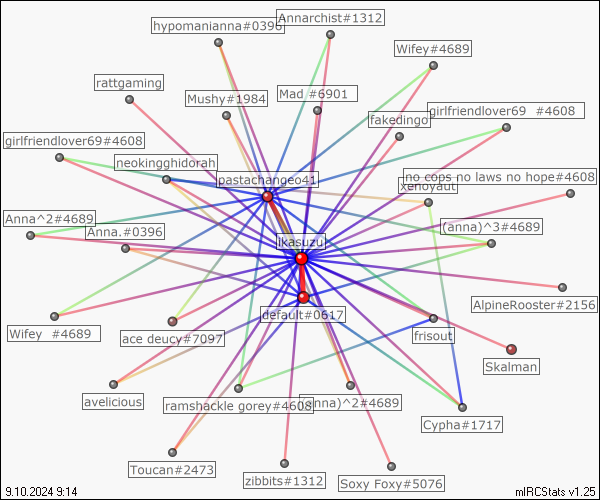 hypomanianna#0396
Annarchist#1312
Wifey#4689
rattgaming
Mushy#1984
Mad_#6901
girlfriendlover69_#4608
fakedingo
girlfriendlover69#4608
neokingghidorah
pastachangeo41
no cops no laws no hope#4608
xenoyaut
Anna^2#4689
Anna.#0396
(anna)^3#4689
ikasuzu
AlpineRooster#2156
default#0617
Wifey_#4689
ace deucy#7097
frisout
Skalman
avelicious
ramshackle gorey#4608
(anna)^2#4689
Cypha#1717
Toucan#2473
zibbits#1312
Soxy Foxy#5076
9.10.2024 9:14
mIRCStats v1.25